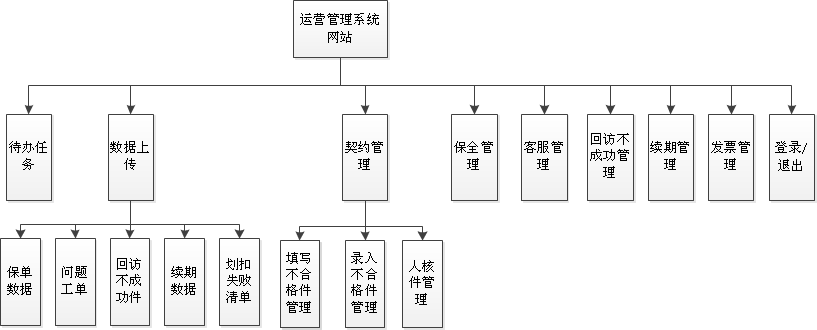 运营管理系统
网站
待办任
务
数据上
传
契约管
理
保全管
理
客服管
理
回访不
成功管
理
续期管
理
发票管
理
登录/
退出
保单
数据
问题
工单
回访
不成
功件
续期
数据
划扣
失败
清单
填写
不合
格件
管理
录入
不合
格件
管理
人核
件管
理